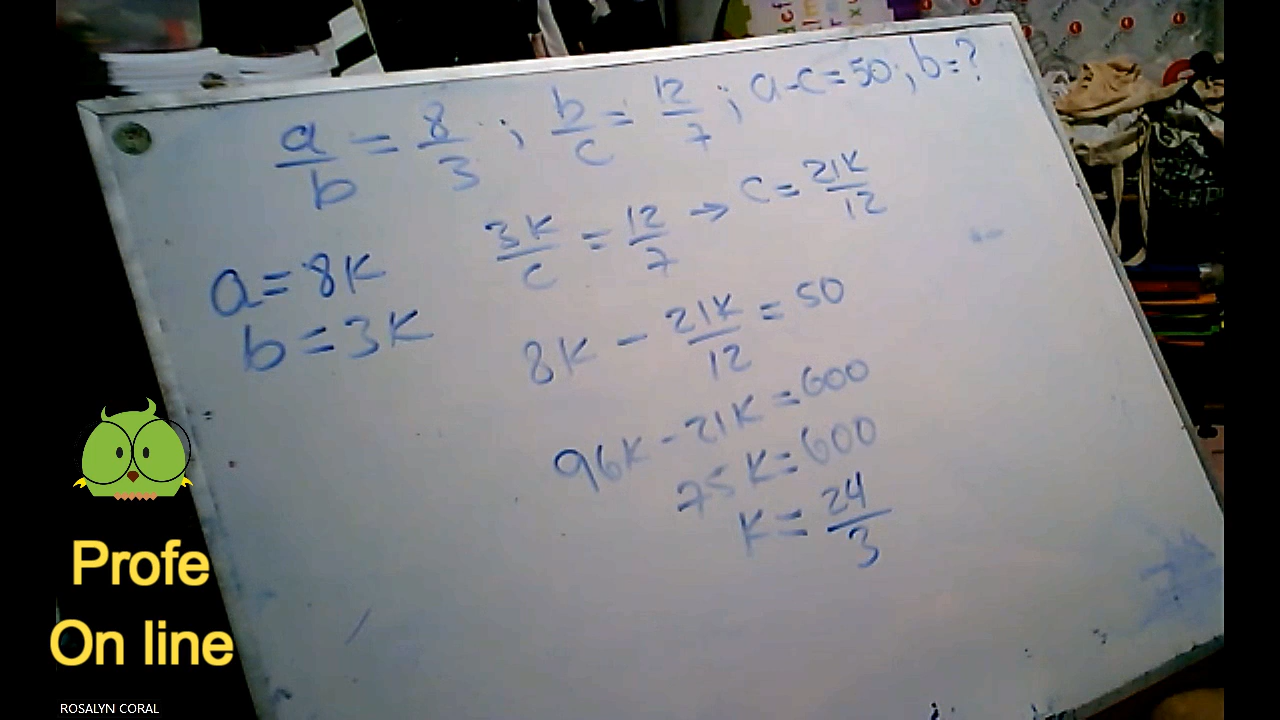 a/b = 8/3 ; b/c = 12/7 ; a-c=50 ; b=?
3K/c = 12/7 → c = 21K/12
a=8K
b=3K
8K - 21K/12 = 50
96K - 21K = 600
75K=600
K = 24/3
Profe
On line
ROSALYN CORAL